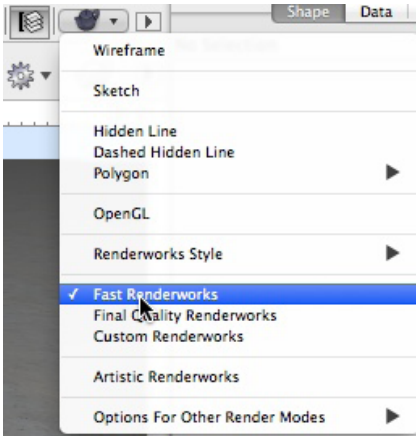 Shape Data
Wireframe
Sketch
Hidden Line
Dashed Hidden Line
Polygon
OpenGL
Renderworks Style
✓ Fast Renderworks
Final Quality Renderworks
Custom Renderworks
Artistic Renderworks
Options For Other Render Modes